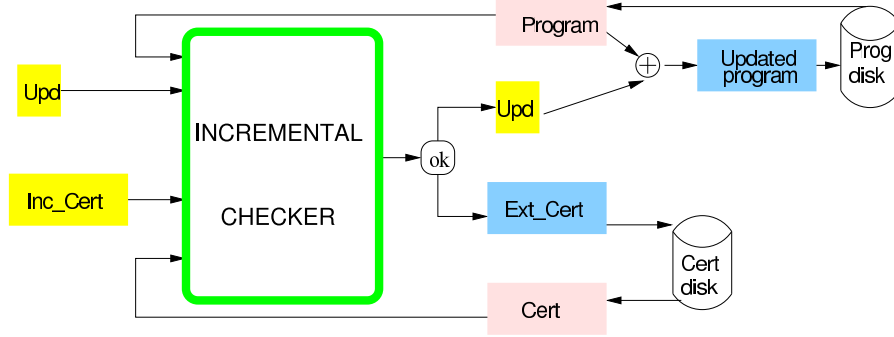 Program
Prog
disk
Updated
program
+
Upd
Upd
INCREMENTAL
ok
Inc_Cert
CHECKER
Ext_Cert
Cert
disk
Cert